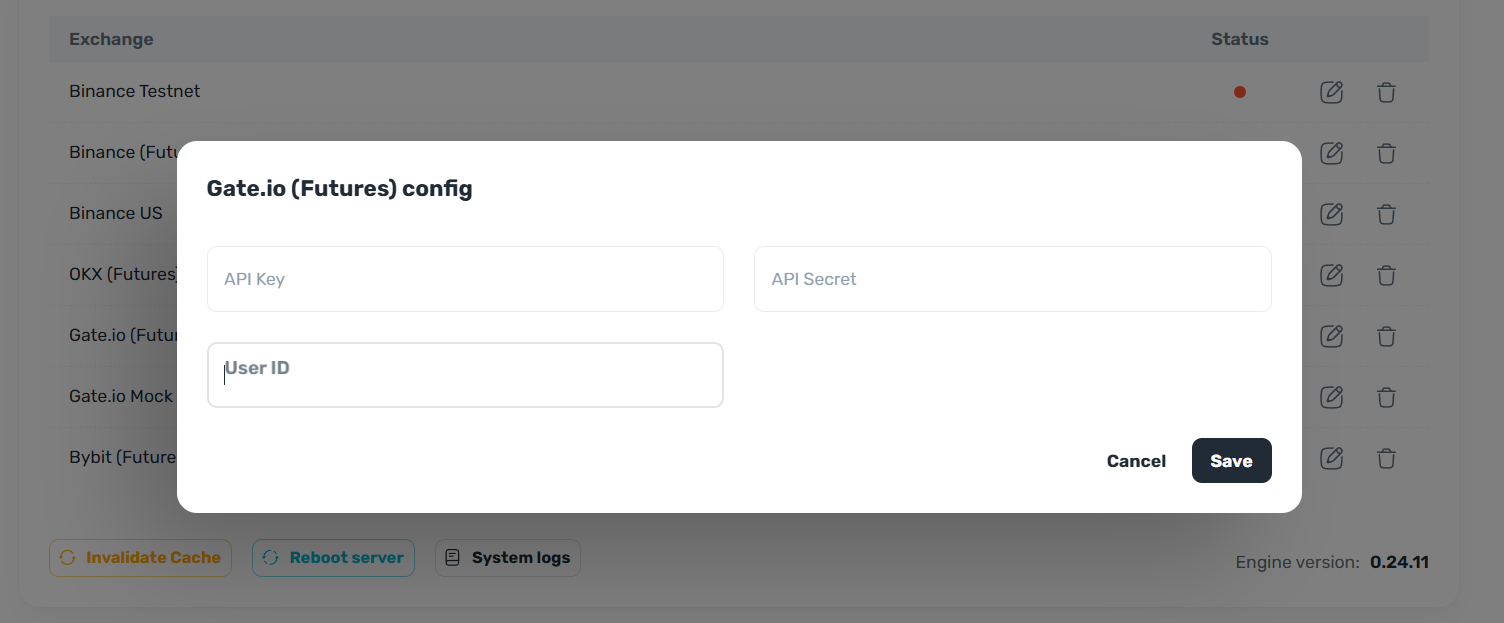 Exchange Status
Binance Testnet
Binance (Futu
Gate.io (Futures) config
Binance US
API Key API Secret
OKX (Futures)
Gate.io (Futur
User ID
Gate.io Mock
Bybit (Future
Cancel Save
Invalidate Cache Reboot server System logs Engine version: 0.24.11